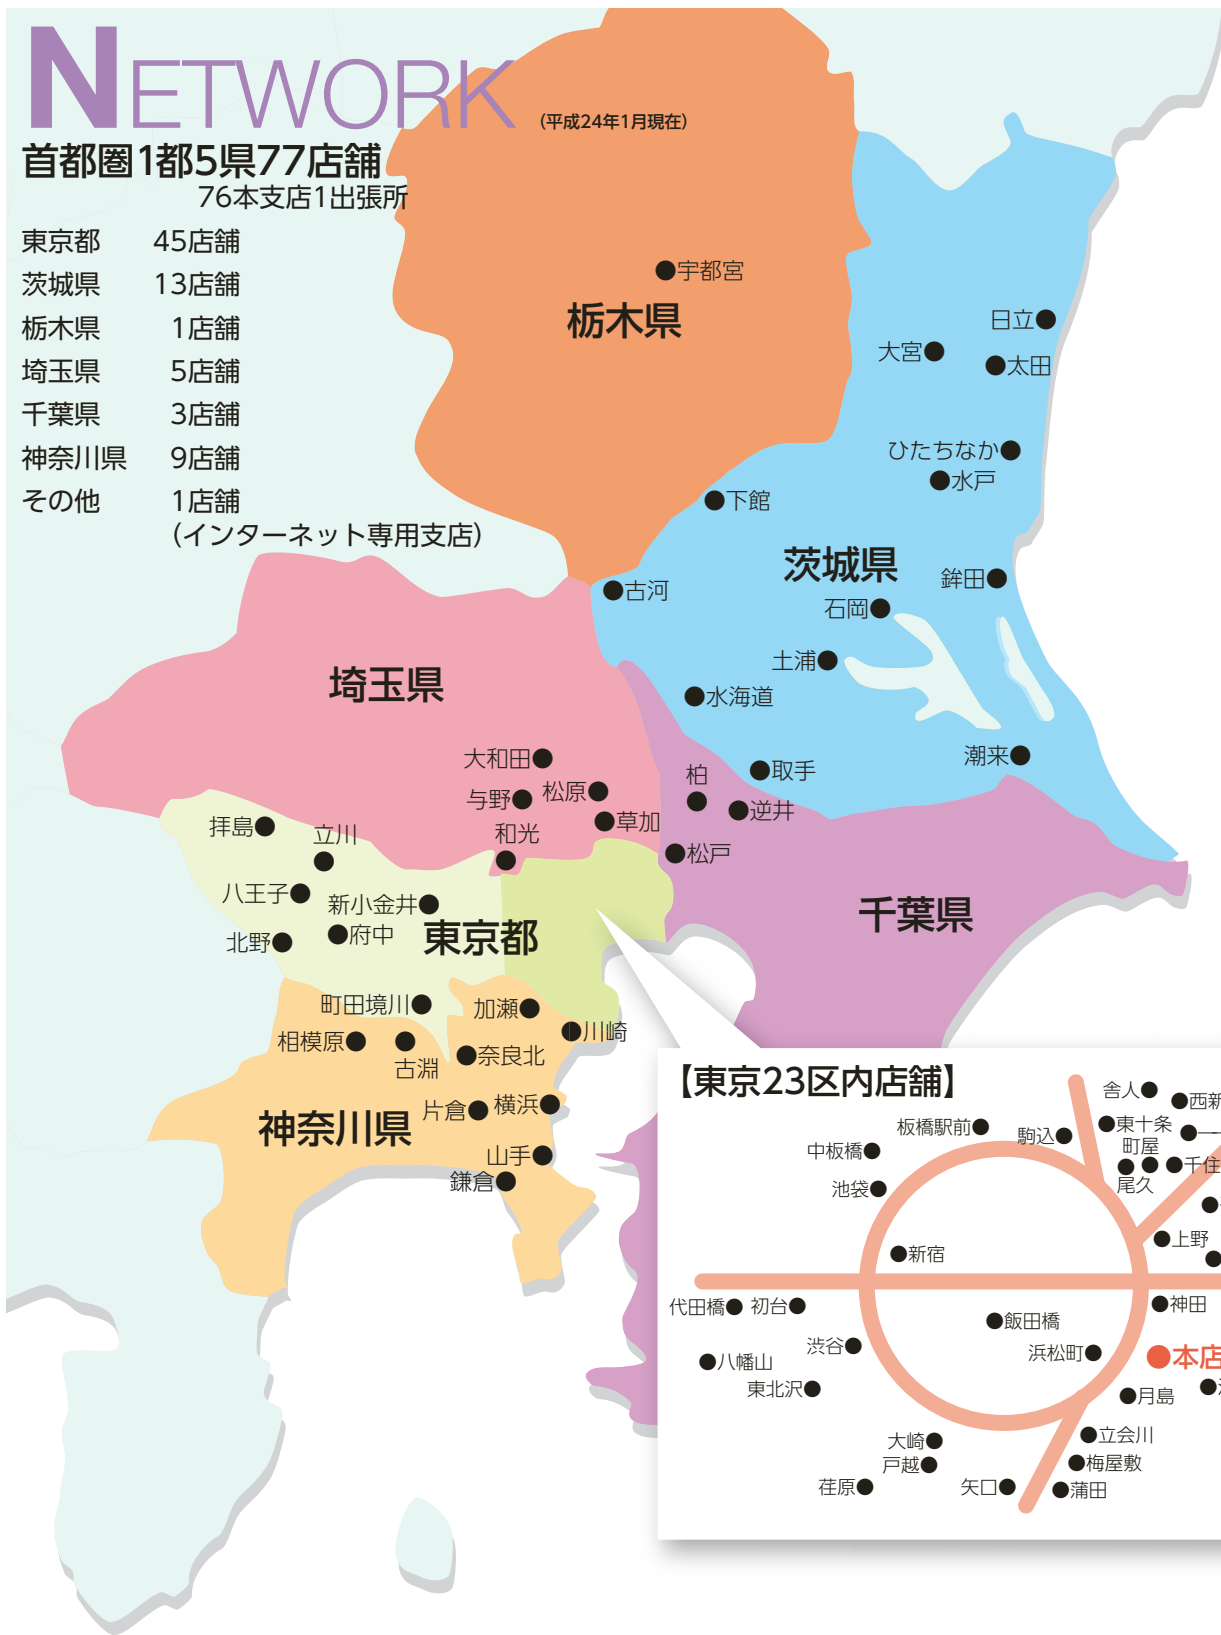 NETWORK
(平成24年1月現在)
首都圏1都5県77店舗
76本支店1出張所
東京都 45店舗
茨城県 13店舗
栃木県 1店舗
埼玉県 5店舗
千葉県 3店舗
神奈川県 9店舗
その他 1店舗
(インターネット専用支店)
宇都宮
栃木県
日立
大宮
太田
ひたちなか
水戸
下館
茨城県
鉾田
古河
石岡
土浦
水海道
埼玉県
大和田
潮来
取手
柏
与野
松原
逆井
草加
拝島
立川
和光
松戸
八王子
新小金井
千葉県
府中
東京都
北野
町田境川
加瀬
川崎
相模原
古淵
奈良北
片倉
横浜
神奈川県
山手
鎌倉
【東京23区内店舗】
舎人
西新
東十条
板橋駅前
駒込
町屋
中板橋
千住
尾久
池袋
上野
新宿
神田
代田橋
初台
飯田橋
渋谷
浜松町
本店
八幡山
東北沢
月島
立会川
大崎
戸越
梅屋敷
荏原
矢口
蒲田